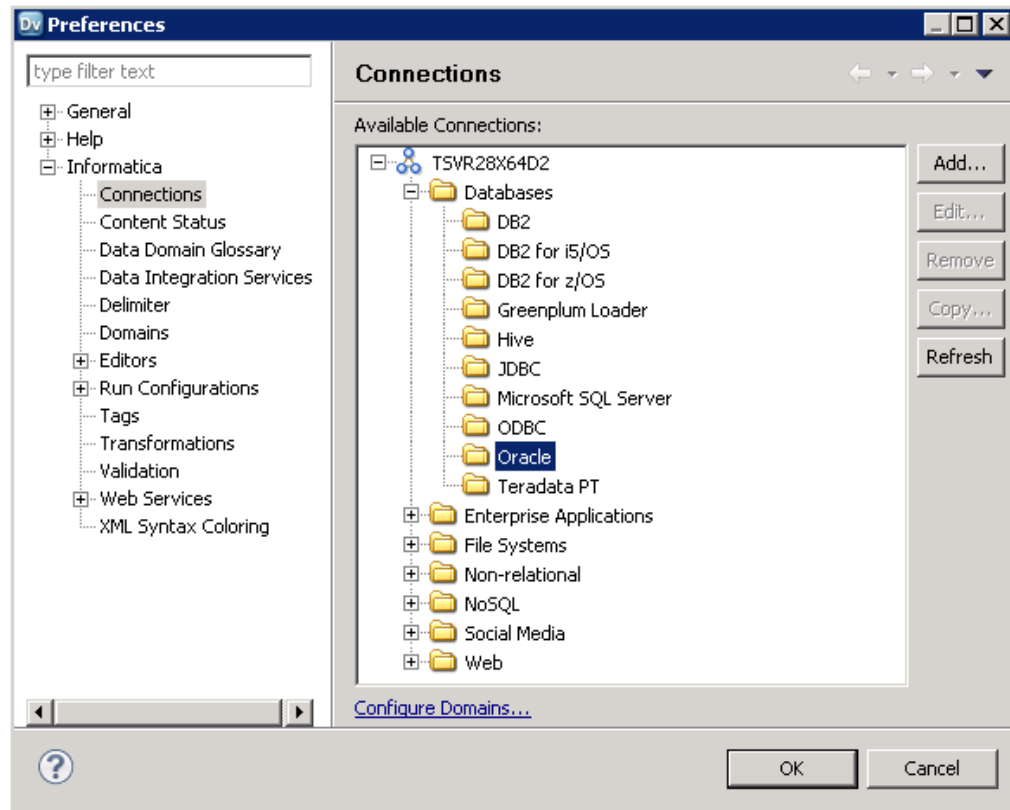 Dv Preferences
type filter text
General
Help
Informatica
Connections
Content Status
Data Domain Glossary
Data Integration Services
Delimiter
Domains
Editors
Run Configurations
Tags
Transformations
Validation
Web Services
XML Syntax Coloring
Connections
Available Connections:
TSVR28X64D2
Databases
DB2
DB2 for i5/OS
DB2 for z/OS
Greenplum Loader
Hive
JDBC
Microsoft SQL Server
ODBC
Oracle
Teradata PT
Enterprise Applications
File Systems
Non-relational
NoSQL
Social Media
Web
Add...
Edit...
Remove
Copy...
Refresh
Configure Domains...
?
OK
Cancel